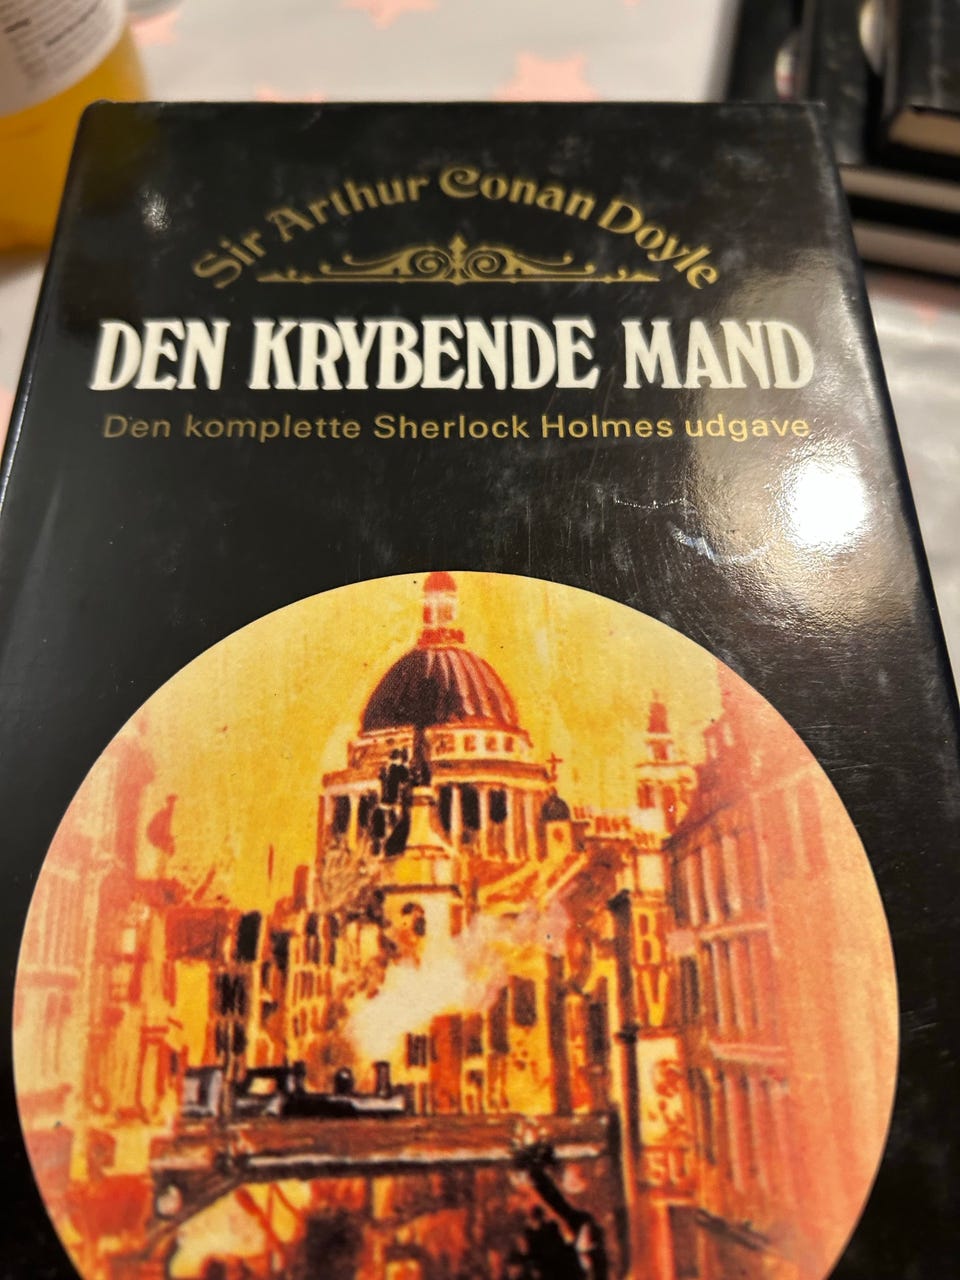 Sir Arthur Conan Doyle
DEN KRYBENDE MAND
Den komplette Sherlock Holmes udgave